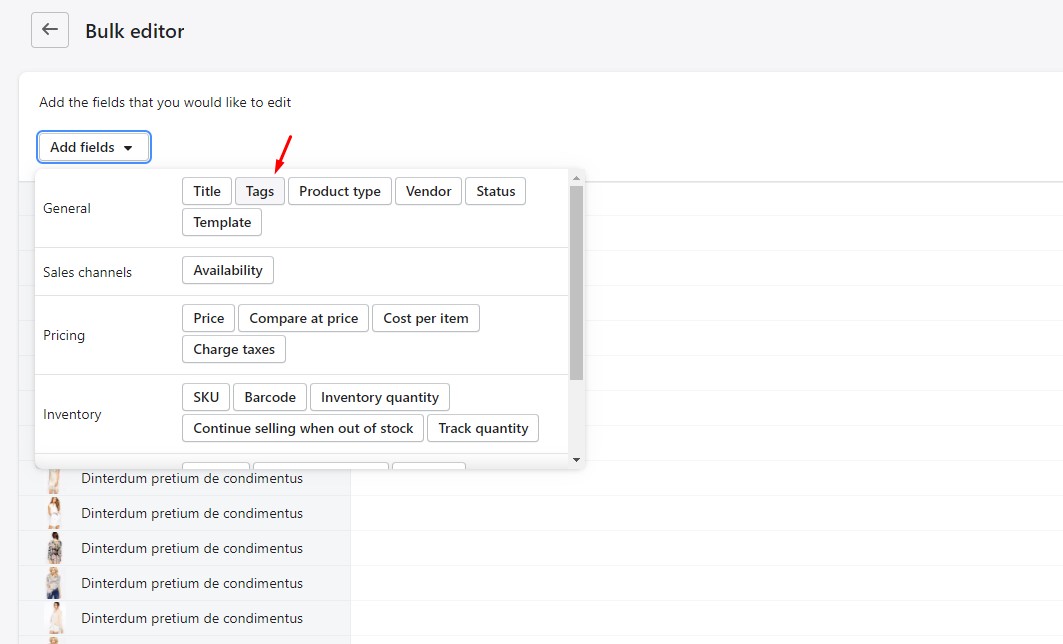 Bulk editor
Add the fields that you would like to edit
Add fields
General
Title Tags Product type Vendor Status
Template
Sales channels
Availability
Pricing
Price Compare at price Cost per item
Charge taxes
Inventory
SKU Barcode Inventory quantity
Continue selling when out of stock Track quantity
Dinterdum pretium de condimentus
Dinterdum pretium de condimentus
Dinterdum pretium de condimentus
Dinterdum pretium de condimentus
Dinterdum pretium de condimentus